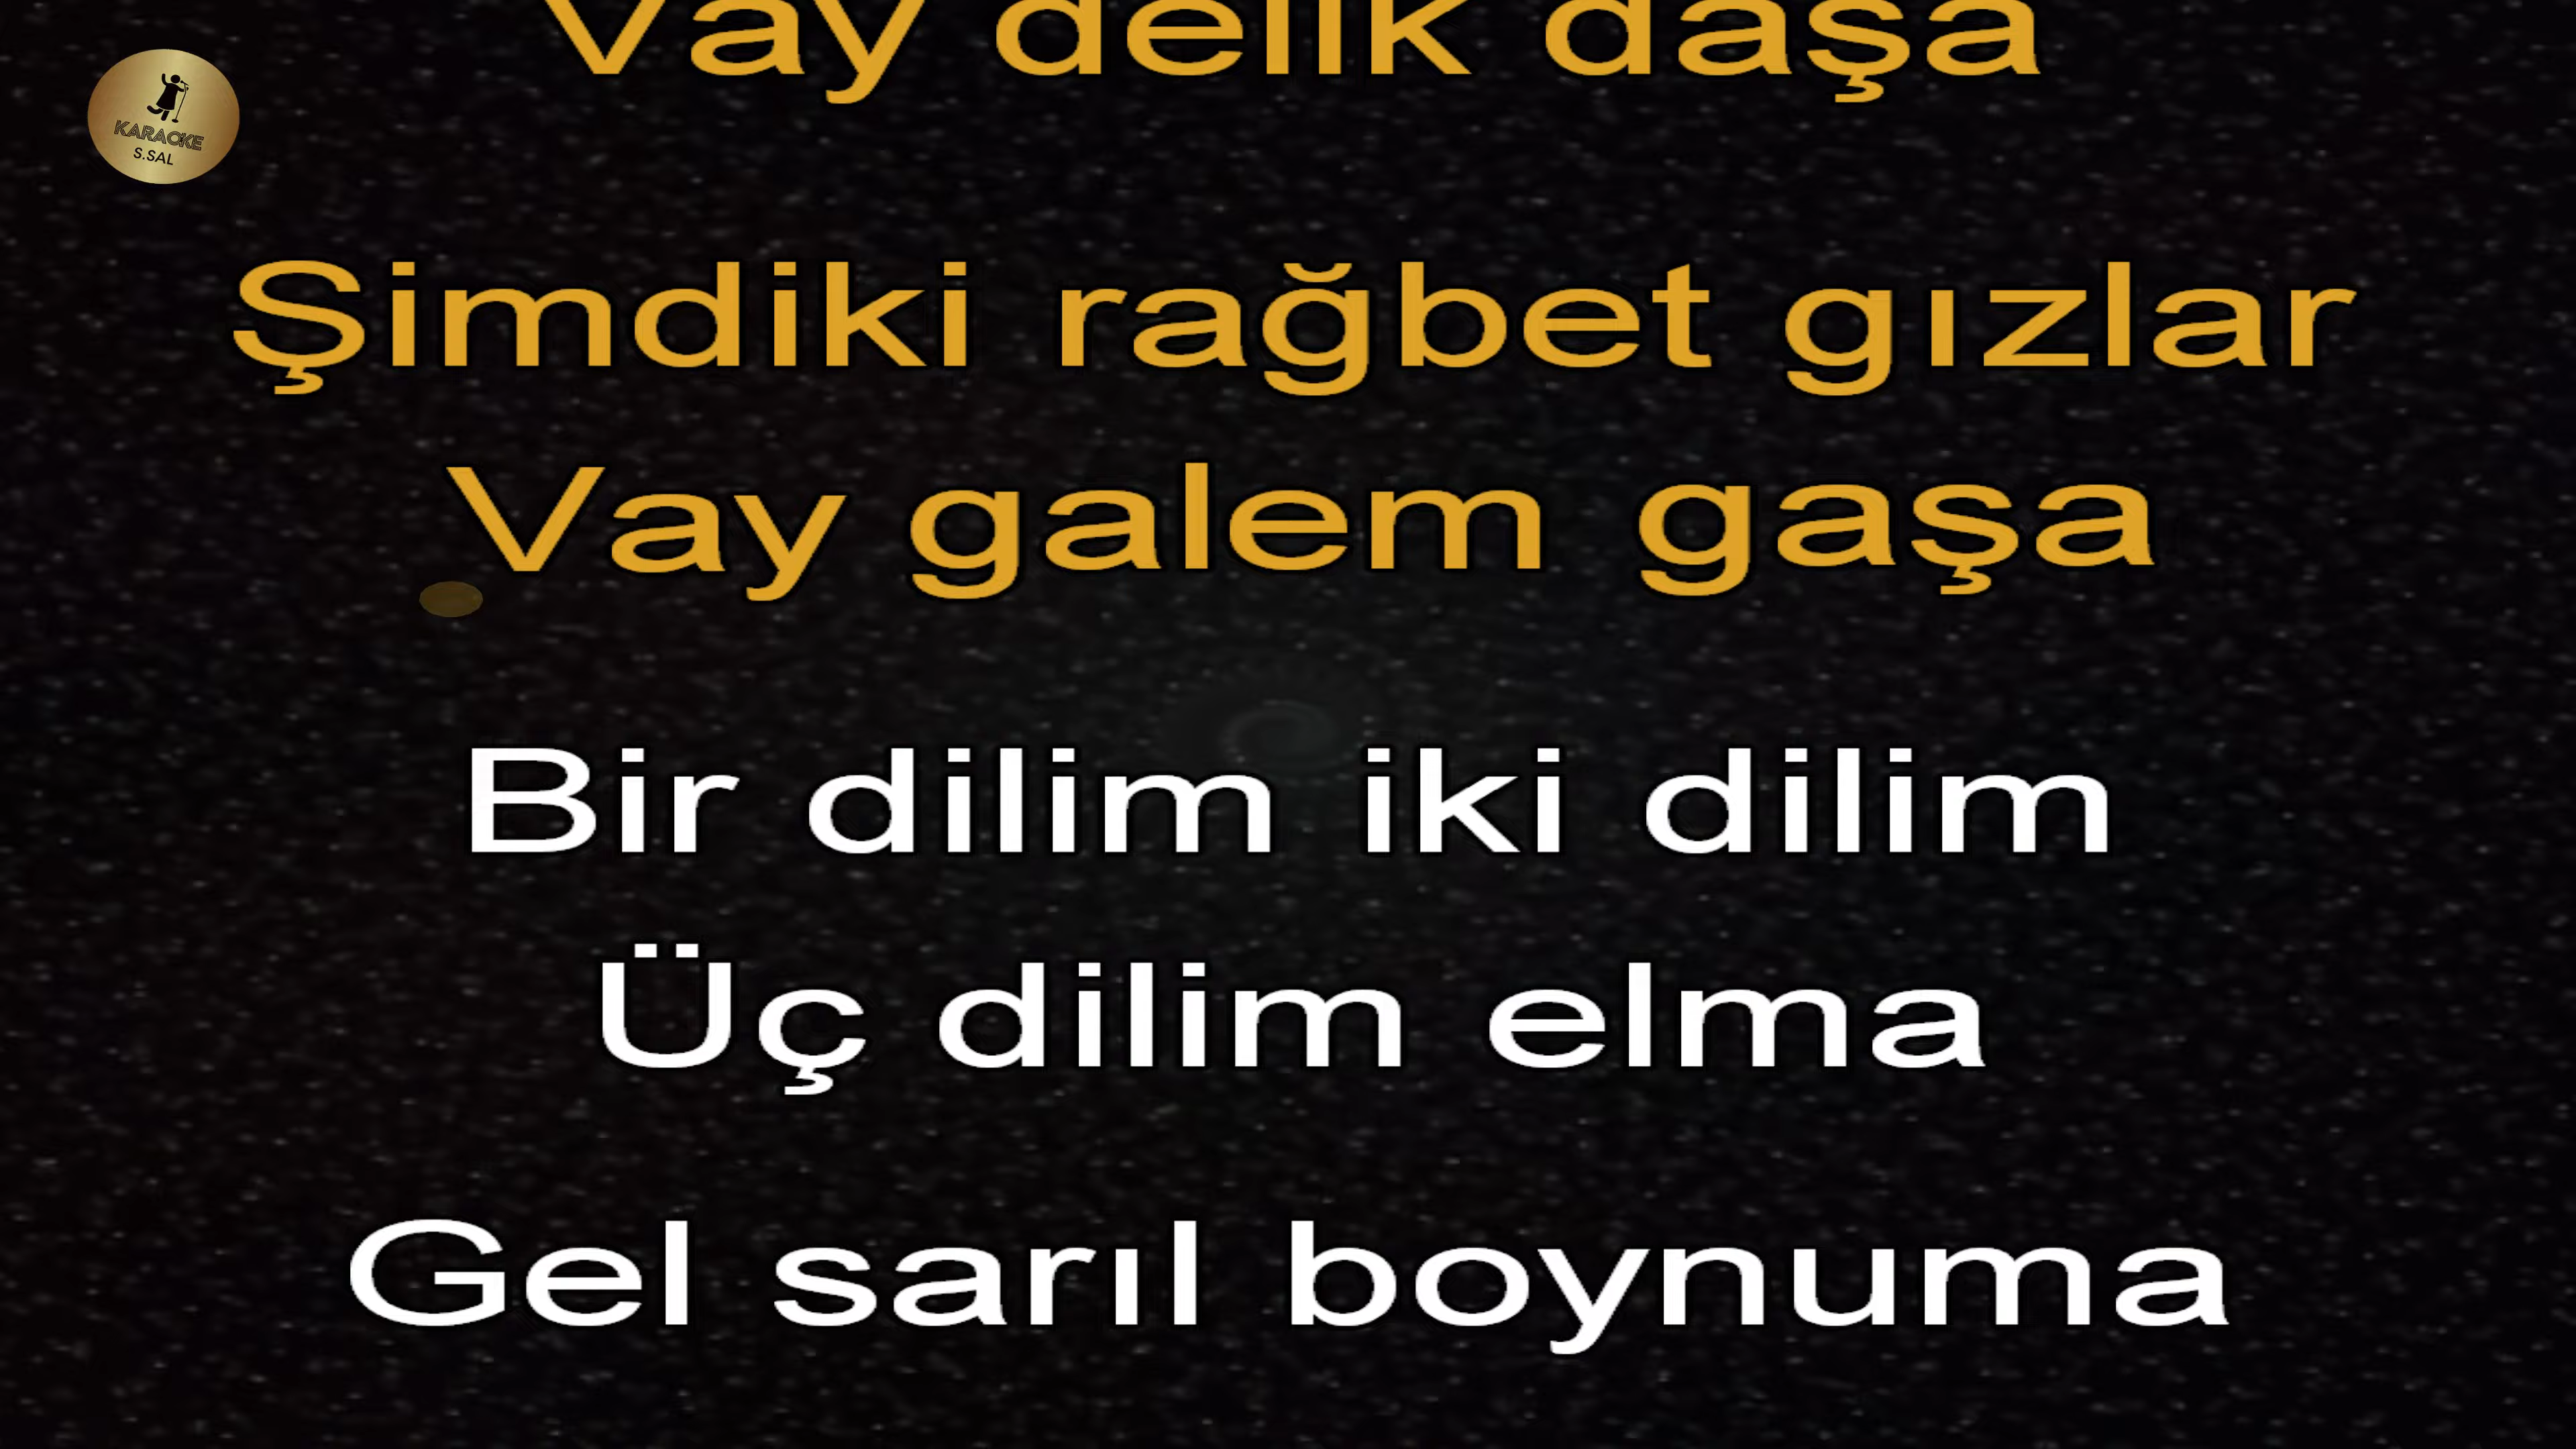 Vay delik daşa
KARAOKE
S.SAL
Şimdiki rağbet gızlar
Vay galem gaşa
Bir dilim iki dilim
Üç dilim elma
Gel sarıl boynuma